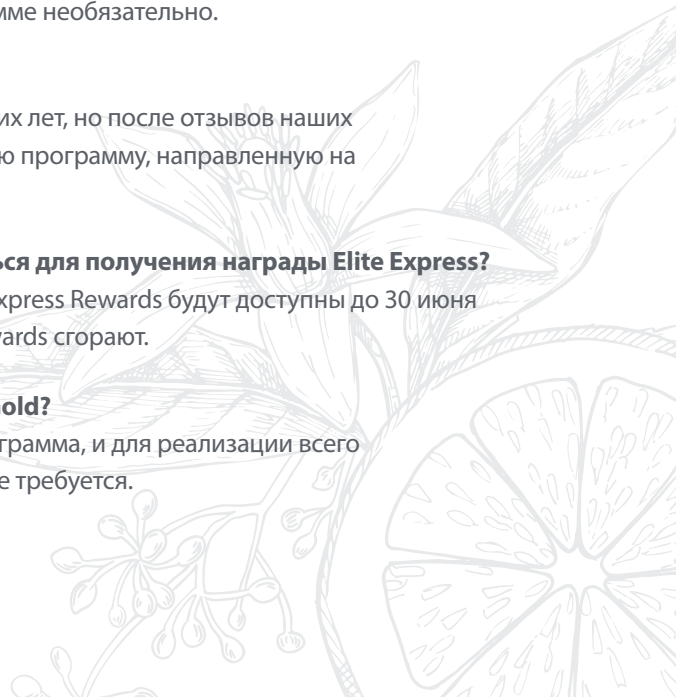 мме необязательно.
их лет, но после отзывов наших
ю программу, направленную на
ься для получения награды Elite Express?
xpress Rewards будут доступны до 30 июня
ards сгорают.
old?
грамма, и для реализации всего
е требуется.